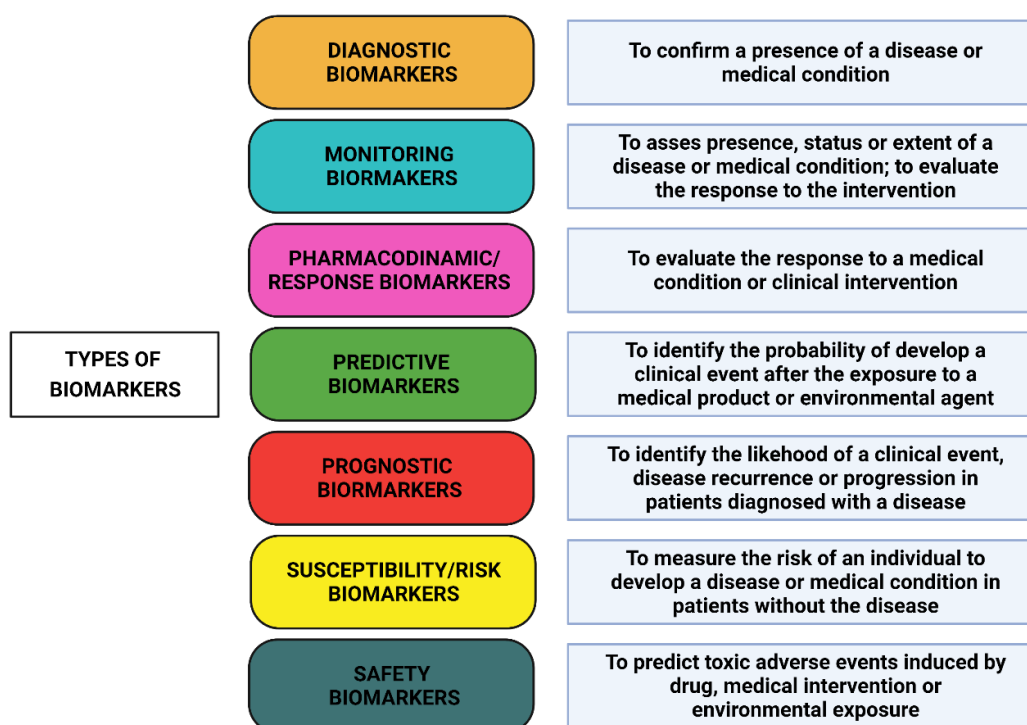 DIAGNOSTIC
BIOMARKERS
To confirm a presence of a disease or
medical condition
MONITORING
BIORMAKERS
To asses presence, status or extent of a
disease or medical condition; to evaluate
the response to the intervention
PHARMACODINAMIC/
RESPONSE BIOMARKERS
To evaluate the response to a medical
condition or clinical intervention
TYPES OF
BIOMARKERS
PREDICTIVE
BIOMARKERS
To identify the probability of develop a
clinical event after the exposure to a
medical product or environmental agent
PROGNOSTIC
BIORMARKERS
To identify the likehood of a clinical event,
disease recurrence or progression in
patients diagnosed with a disease
SUSCEPTIBILITY/RISK
BIOMARKERS
To measure the risk of an individual to
develop a disease or medical condition in
patients without the disease
SAFETY
BIOMARKERS
To predict toxic adverse events induced by
drug, medical intervention or
environmental exposure